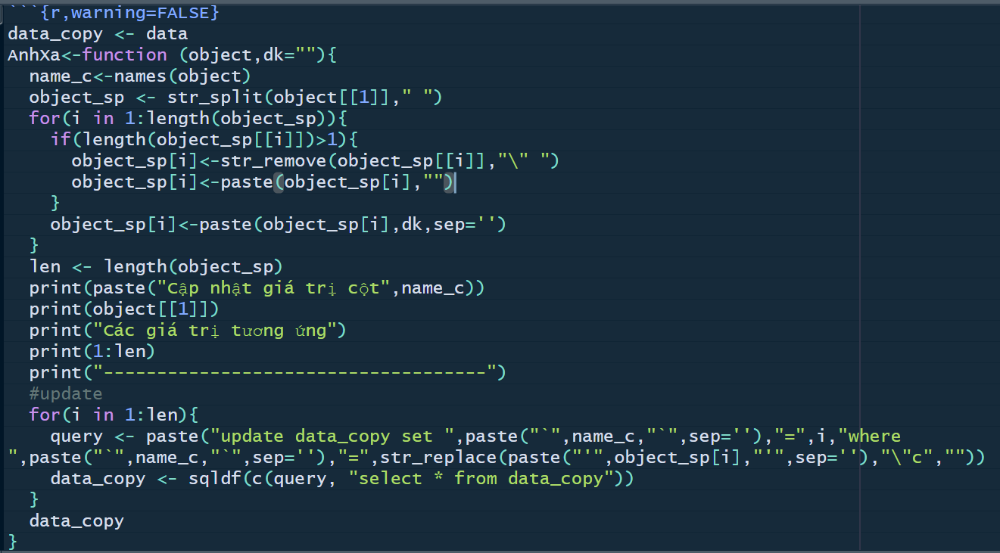 ```{r,warning=FALSE}
data_copy <- data
AnhXa<-function (object,dk=""){
  name_c<-names(object)
  object_sp <- str_split(object[[1]]," ")
  for(i in 1:length(object_sp)){
    if(length(object_sp[[i]])>1){
      object_sp[i]<-str_remove(object_sp[[i]],"\" ")
      object_sp[i]<-paste(object_sp[i],"")
    }
    object_sp[i]<-paste(object_sp[i],dk,sep='')
  }
  len <- length(object_sp)
  print(paste("Cập nhật giá trị cột",name_c))
  print(object[[1]])
  print("Các giá trị tương ứng")
  print(1:len)
  print("------------------------------------")
  #update
  for(i in 1:len){
    query <- paste("update data_copy set ",paste("`",name_c,"`",sep=''),"=",i,"where
",paste("`",name_c,"`",sep=''),"=",str_replace(paste("'",object_sp[i],"'",sep=''),"\"c",""))
    data_copy <- sqldf(c(query, "select * from data_copy"))
  }
  data_copy
}